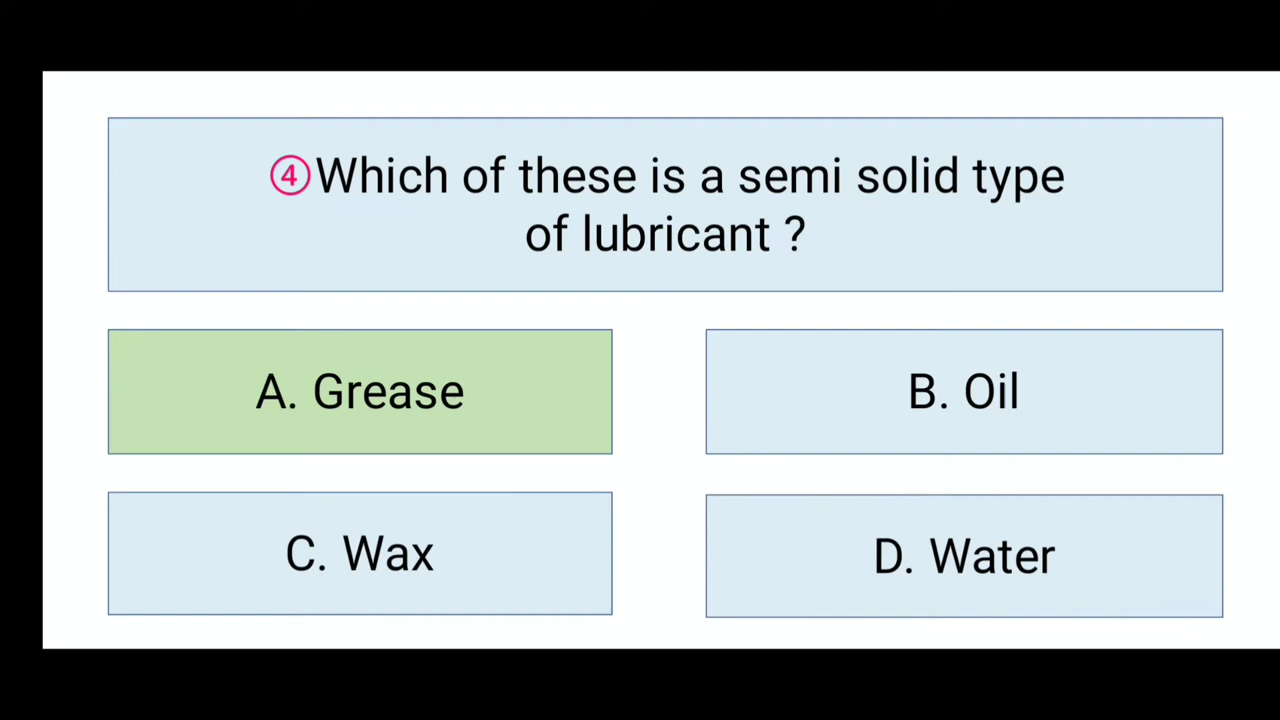 ④Which of these is a semi solid type
of lubricant ?
A. Grease
B. Oil
C. Wax
D. Water